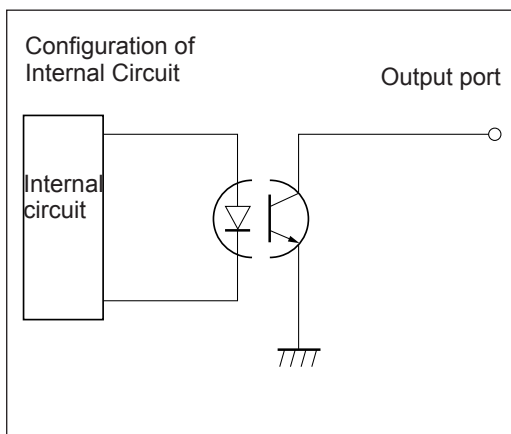 Configuration of
Internal Circuit
Output port
Internal
circuit